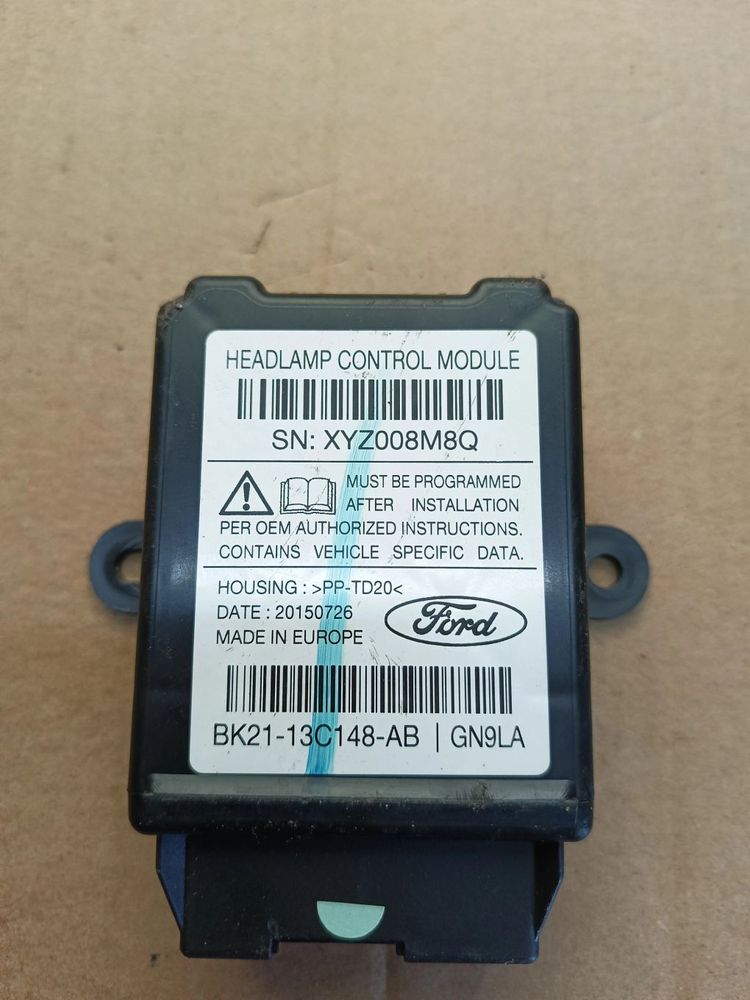 HEADLAMP CONTROL MODULE
SN: XYZ008M8Q
MUST BE PROGRAMMED
AFTER INSTALLATION
PER OEM AUTHORIZED INSTRUCTIONS.
CONTAINS VEHICLE SPECIFIC DATA.
HOUSING : >PP-TD20<
DATE : 20150726
MADE IN EUROPE
Ford
BK21-13C148-AB | GN9LA